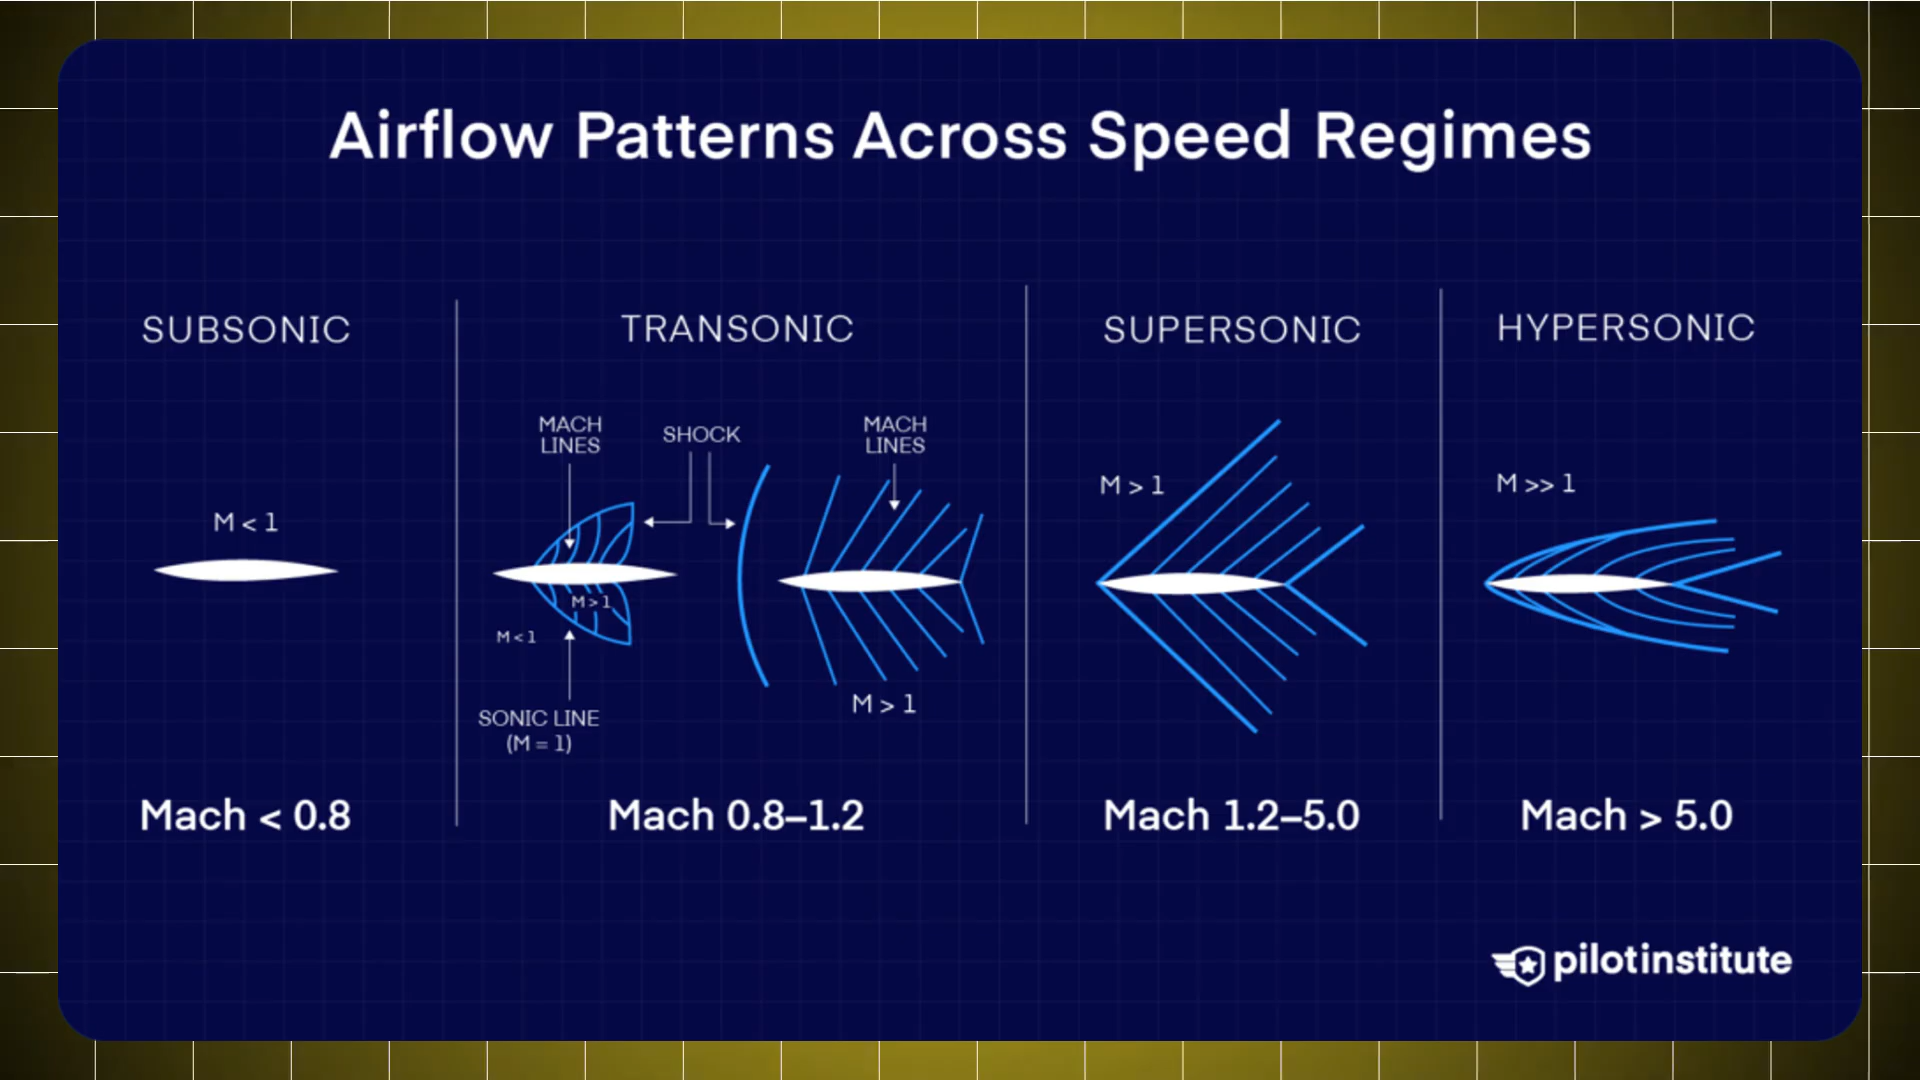 Airflow Patterns Across Speed Regimes
SUBSONIC
M < 1
Mach < 0.8
TRANSONIC
MACH
LINES
SHOCK
MACH
LINES
M > 1
M < 1
SONIC LINE
(M = 1)
M > 1
Mach 0.8–1.2
SUPERSONIC
M > 1
Mach 1.2–5.0
HYPERSONIC
M >> 1
Mach > 5.0
pilotinstitute